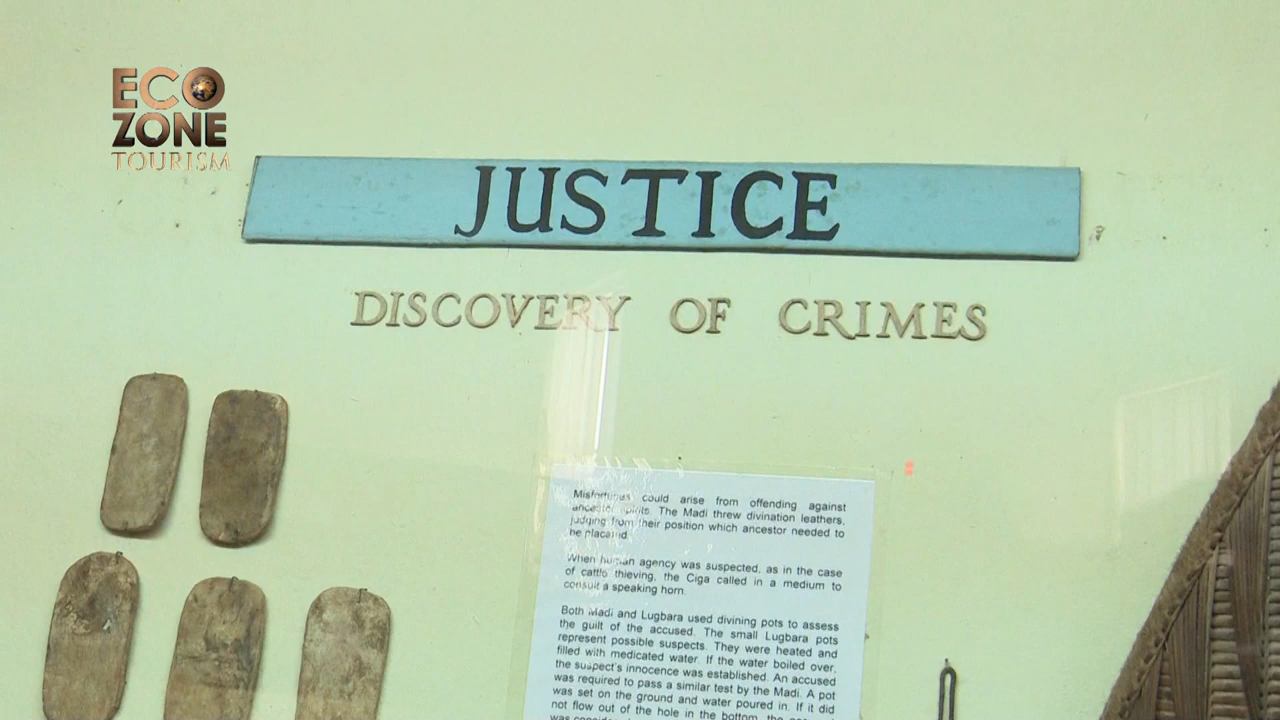 ECO
ZONE
TOURISM
JUSTICE
DISCOVERY OF CRIMES
Misfortunes could arise from offending against
ancestor spirits. The Madi threw divination leathers,
judging from their position which ancestor needed to
be placated.
When human agency was suspected, as in the case
of cattle thieving, the Ciga called in a medium to
consult a speaking horn.
Both Madi and Lugbara used divining pots to assess
the guilt of the accused. The small Lugbara pots
represent possible suspects. They were heated and
filled with medicated water. If the water boiled over,
the suspect's innocence was established. An accused
was required to pass a similar test by the Madi. A pot
was set on the ground and water poured in. If it did
not flow out of the hole in the bottom, the